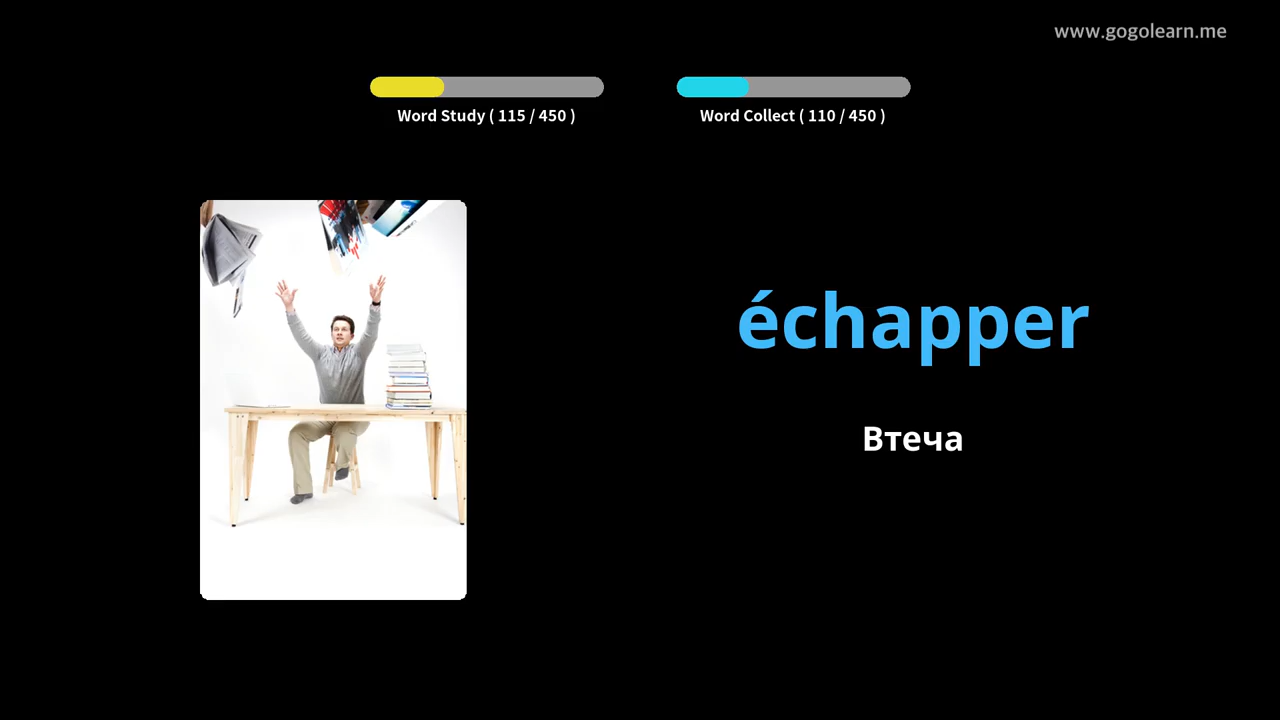 www.gogolearn.me
Word Study ( 115 / 450 )
Word Collect ( 110 / 450 )
échapper
Втеча